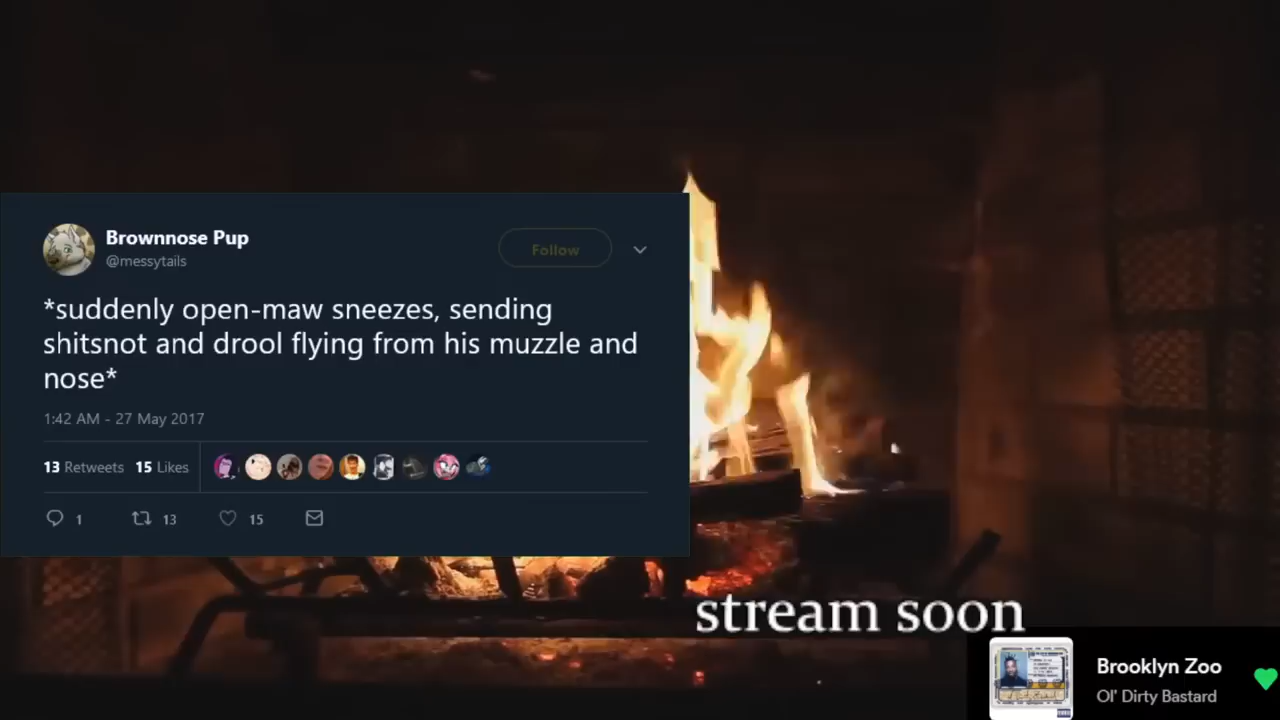 Brownnose Pup
@messytails
Follow
*suddenly open-maw sneezes, sending
shitsnot and drool flying from his muzzle and
nose*
1:42 AM - 27 May 2017
13 Retweets 15 Likes
1 13 15
stream soon
Brooklyn Zoo
Ol' Dirty Bastard